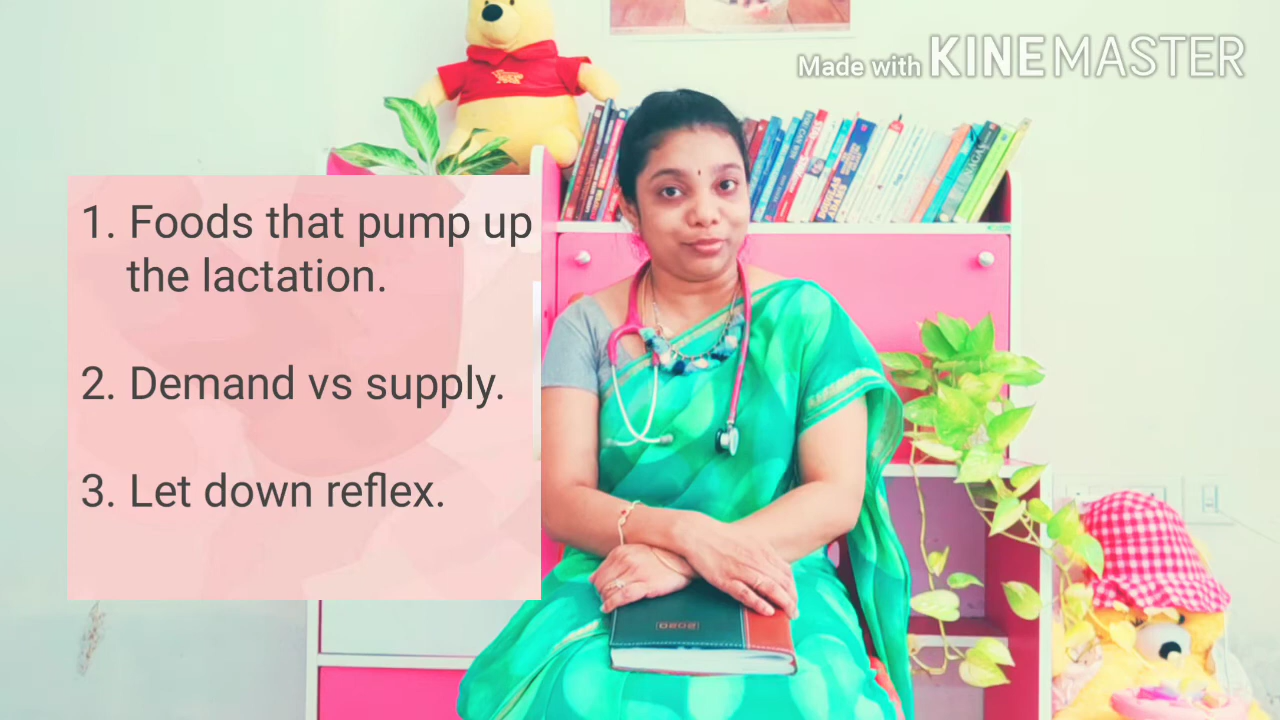 Made with KINEMASTER
1. Foods that pump up
the lactation.
2. Demand vs supply.
3. Let down reflex.
NAGAS
2020